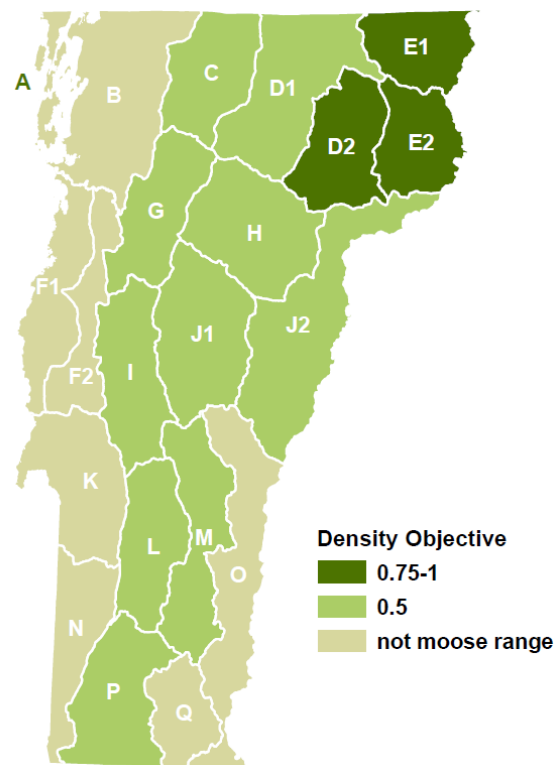 E1
A
C
B
D1
D2
E2
G
H
F1
J1
J2
I
F2
K
M
L
O
N
P
Q
Density Objective
0.75-1
0.5
not moose range